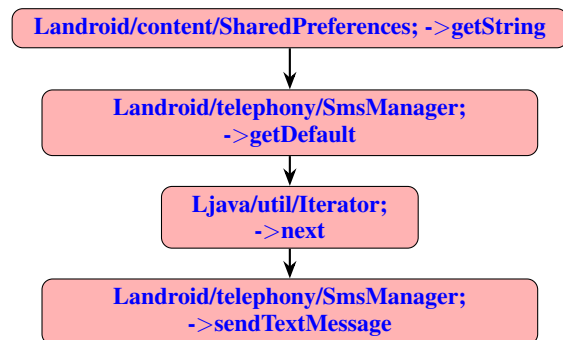 Landroid/content/SharedPreferences; ->getString
Landroid/telephony/SmsManager;
->getDefault
Ljava/util/Iterator;
->next
Landroid/telephony/SmsManager;
->sendTextMessage